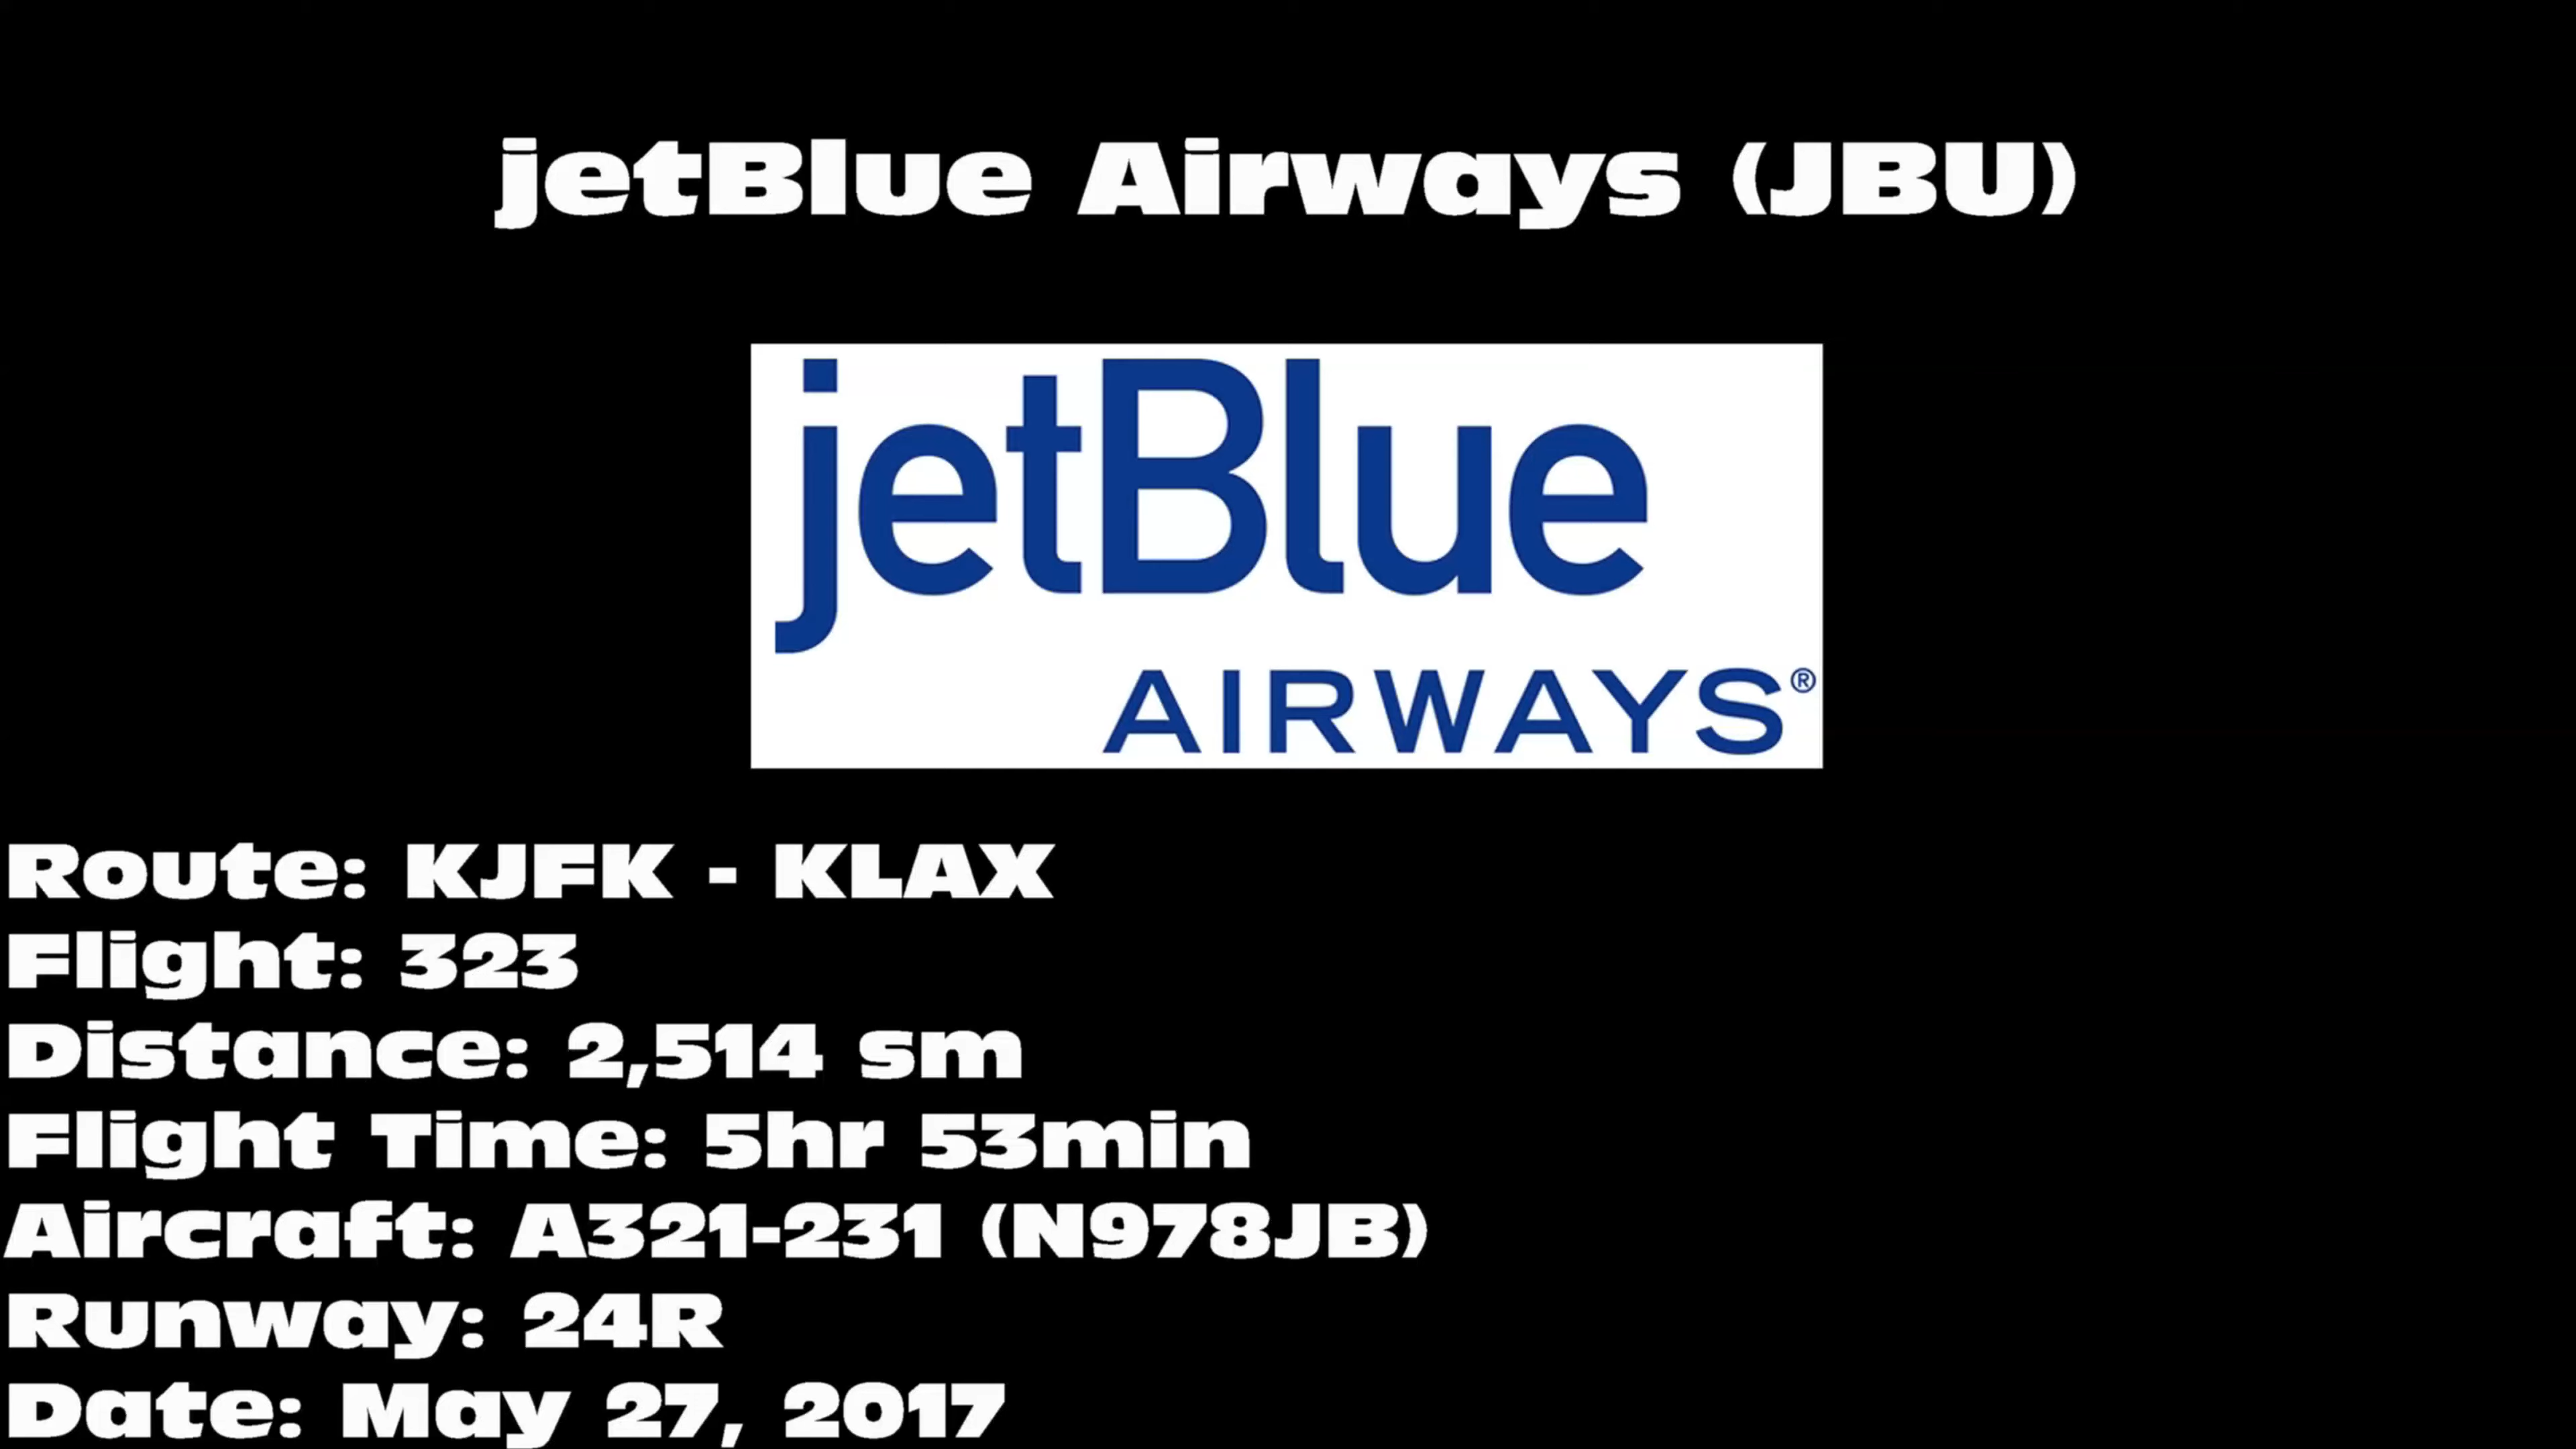 jetBlue Airways (JBU)
jetBlue
AIRWAYS®
Route: KJFK - KLAX
Flight: 323
Distance: 2,514 sm
Flight Time: 5hr 53min
Aircraft: A321-231 (N978JB)
Runway: 24R
Date: May 27, 2017